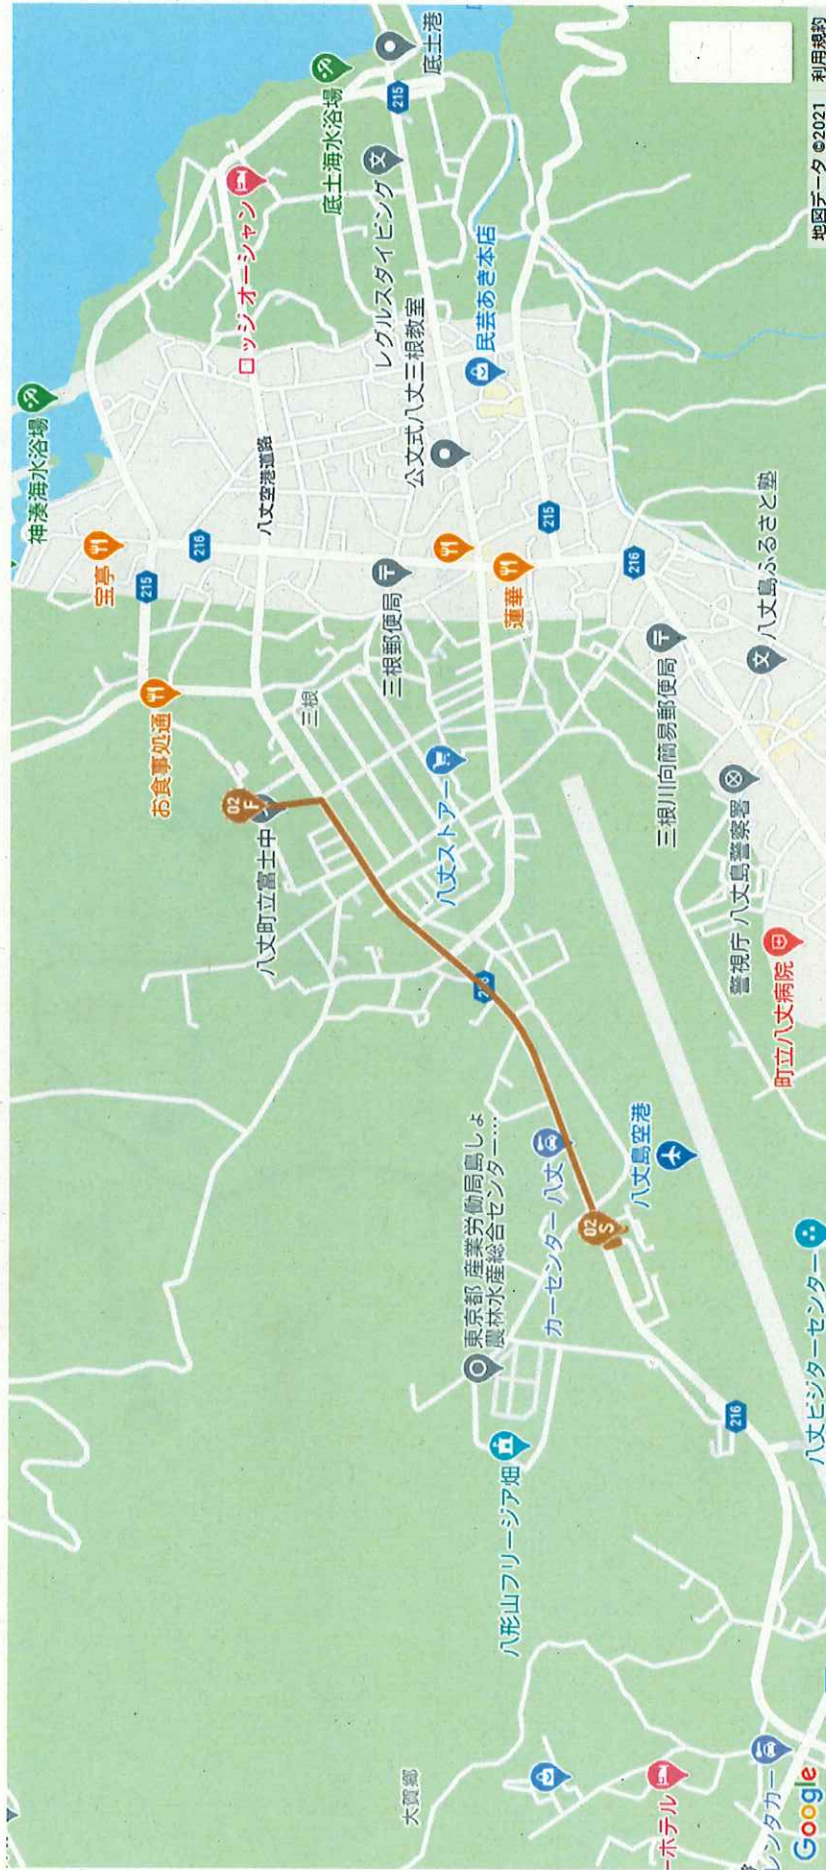 神湊海水浴場
底土海水浴場
底土港
215
宝亭
215
216
八丈空港道路
ロッジ オーシャン
レグルスダイビング
公文式八丈三根教室
民芸あき本店
お食事処通
三根
三根郵便局
蓮華
215
216
02
F
八丈町立富士中
八丈ストアー
三根川向簡易郵便局
八丈島ふるさと塾
警視庁 八丈島警察署
町立八丈病院
東京都 産業労働局島しょ
農林水産総合センター…
カーセンター 八丈
02
S
八丈島空港
八形山フリージア畑
216
八丈ビジターセンター
大賀郷
ーホテル
レンタカー
Google
地図データ ©2021
利用規約